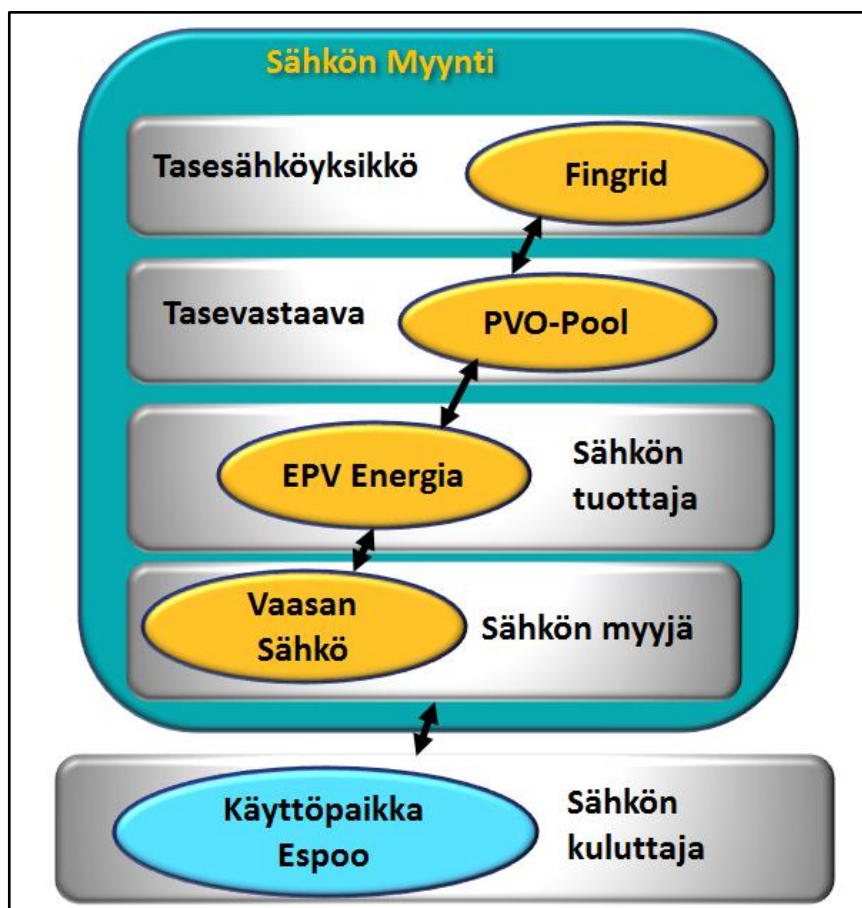 Sähkön Myynti
Tasesähköyksikkö
Fingrid
Tasevastaava
PVO-Pool
EPV Energia
Sähkön
tuottaja
Vaasan
Sähkö
Sähkön myyjä
Käyttöpaikka
Espoo
Sähkön
kuluttaja